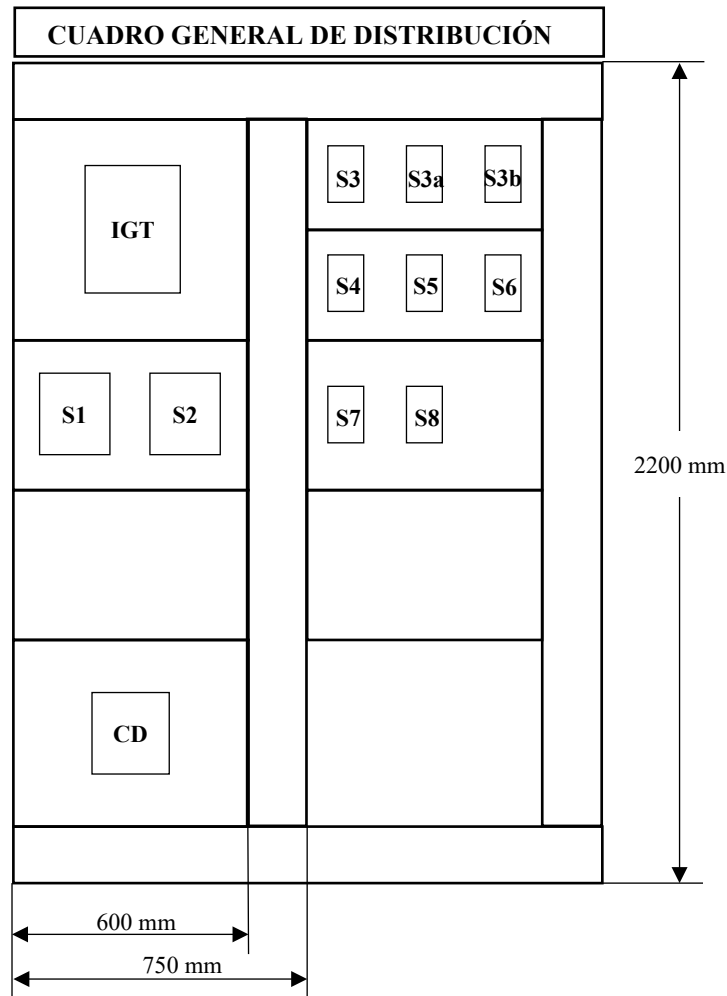 CUADRO GENERAL DE DISTRIBUCIÓN
IGT
S3 S3a S3b
S4 S5 S6
S1 S2
S7 S8
2200 mm
CD
600 mm
750 mm